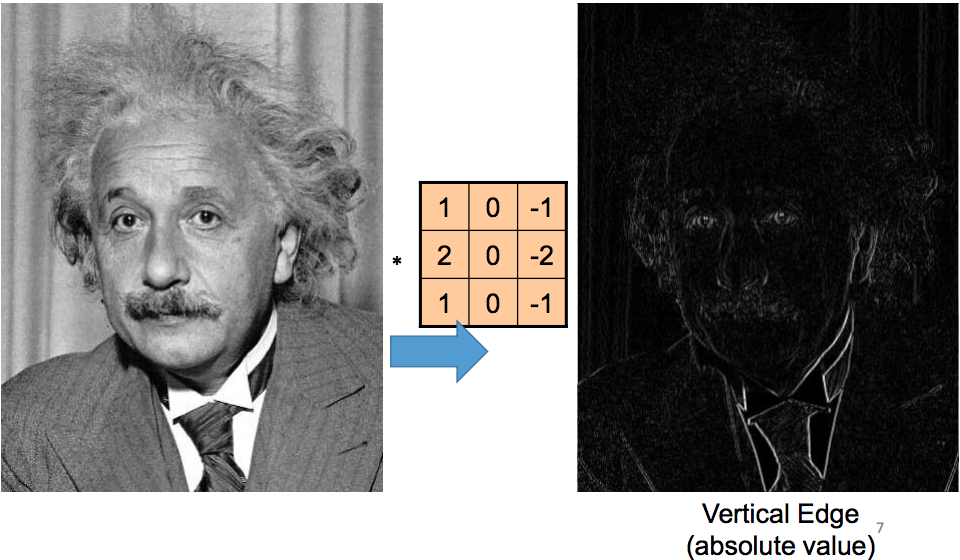 *
1 0 -1
2 0 -2
1 0 -1
Vertical Edge
(absolute value)
7